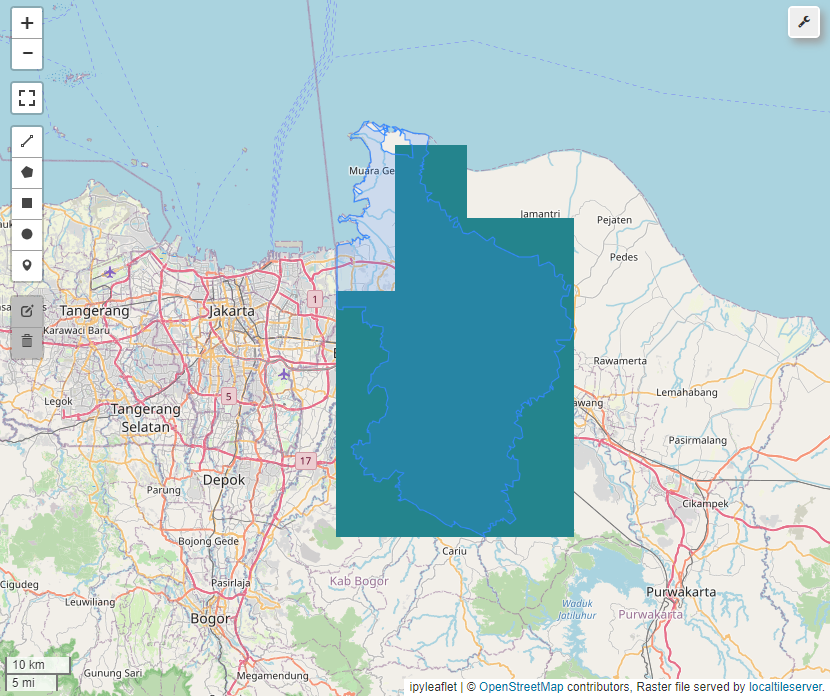 +
−
Muara Ge
Jamantri
Pejaten
Pedes
1
Tangerang
Jakarta
Karawaci Baru
Rawamerta
Legok
5
Lemahabang
awang
Tangerang
Selatan
Pasirmalang
17
Depok
Parung
Cikampek
Bojong Gede
Cariu
Cigudeg
Pasirlaja
Kab Bogor
Leuwiliang
Waduk
Jatiluhur
Purwakarta
Purwakarta
Bogor
10 km
5 mi
Gunung Sari
Megamendung
ipyleaflet | © OpenStreetMap contributors, Raster file served by localtileserver.